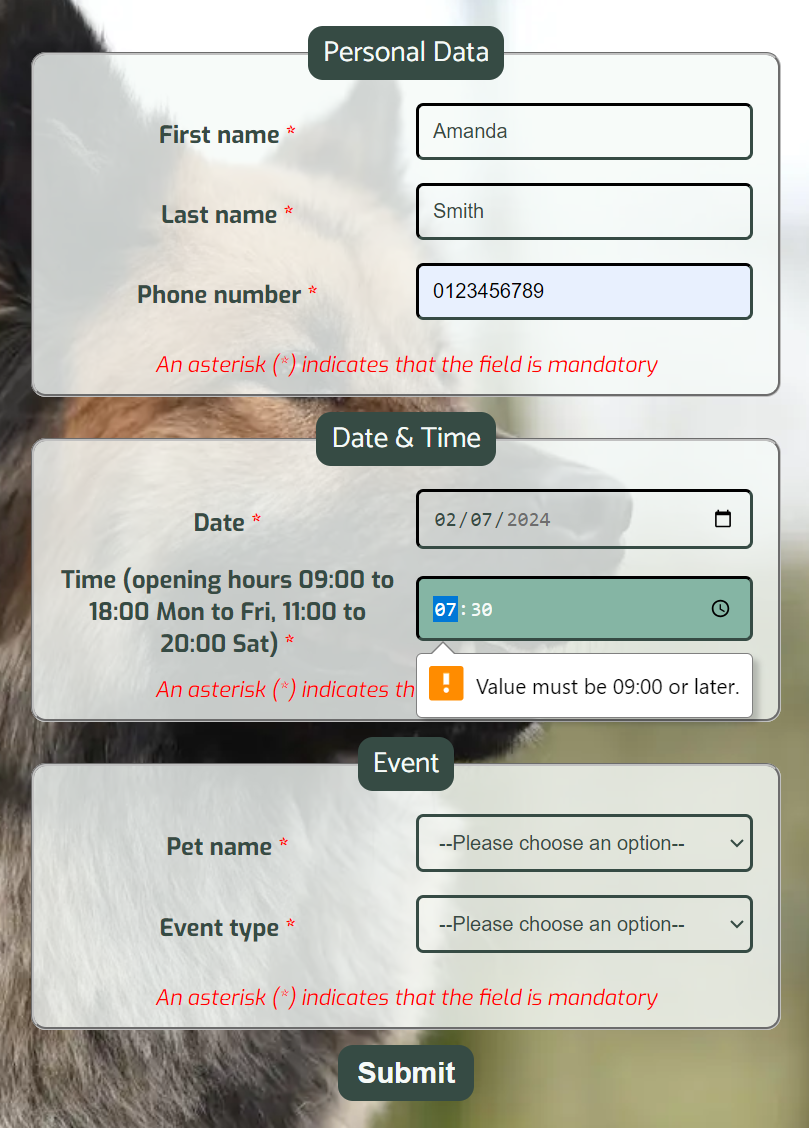 Personal Data
First name *
Amanda
Last name *
Smith
Phone number *
0123456789
An asterisk (*) indicates that the field is mandatory
Date & Time
Date *
02/07/2024
Time (opening hours 09:00 to
18:00 Mon to Fri, 11:00 to
20:00 Sat) *
07:30
An asterisk (*) indicates th
Value must be 09:00 or later.
Event
Pet name *
--Please choose an option--
Event type *
--Please choose an option--
An asterisk (*) indicates that the field is mandatory
Submit